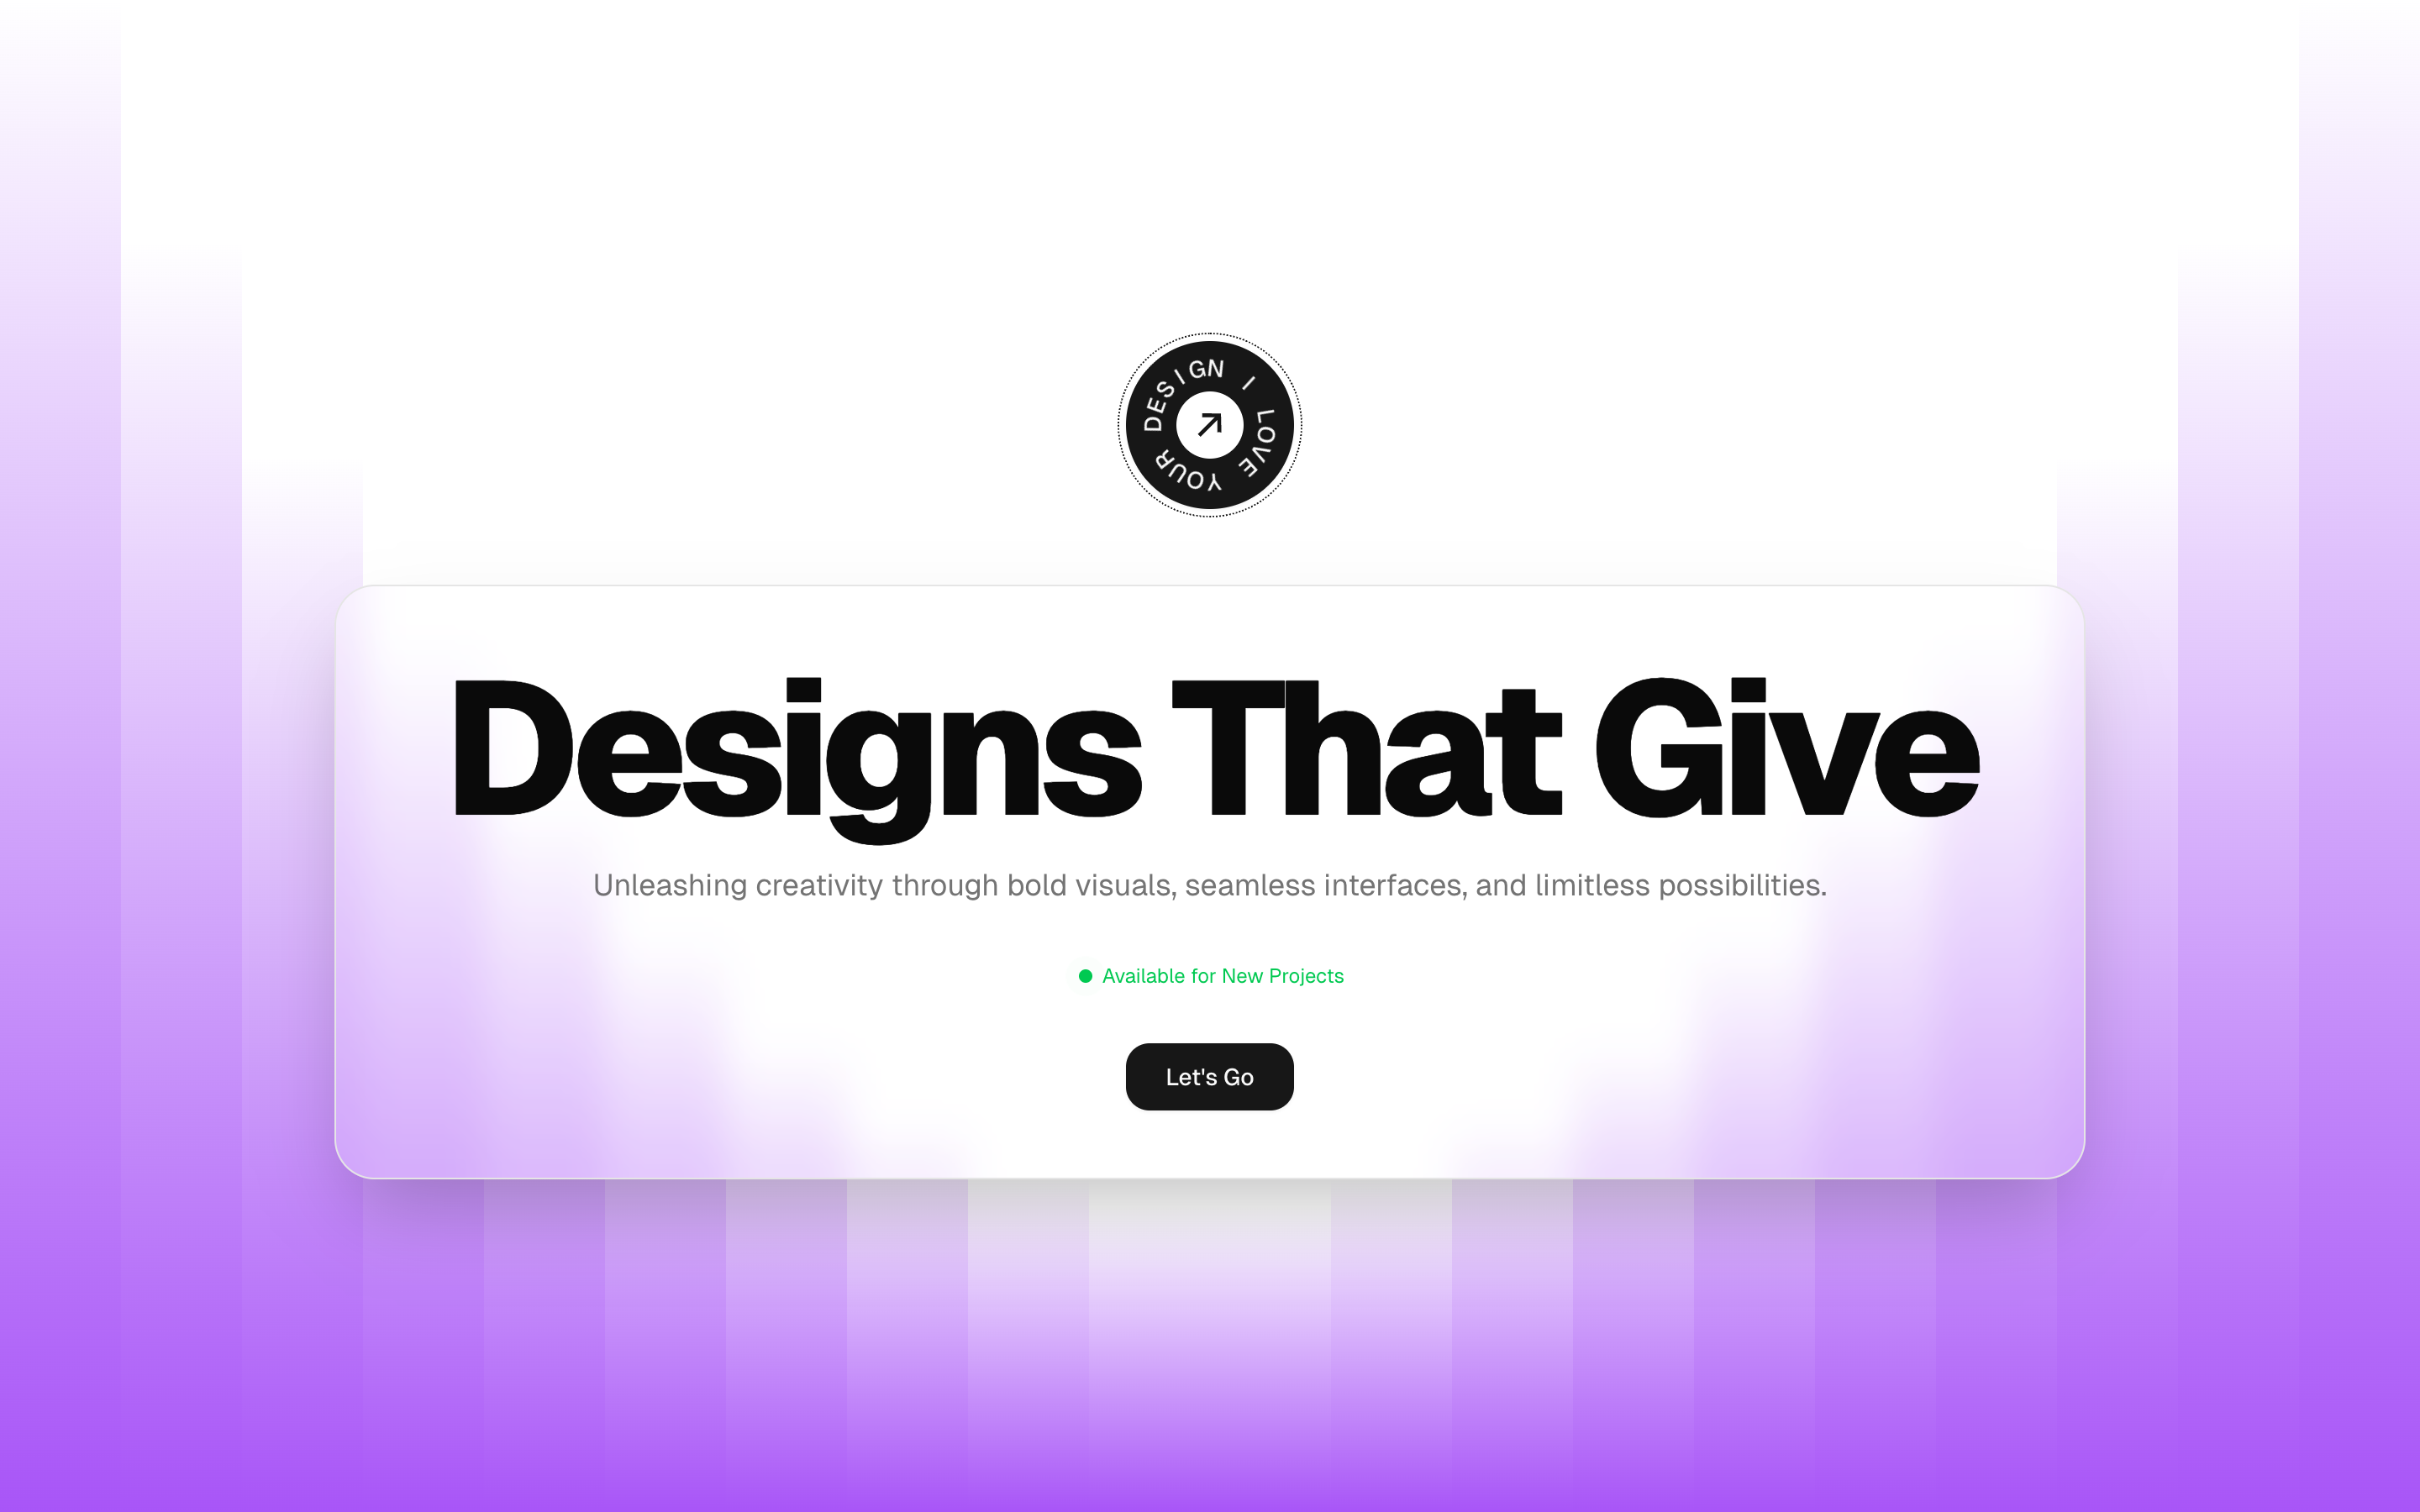 I LOVE YOUR DESIGN
Designs That Give
Unleashing creativity through bold visuals, seamless interfaces, and limitless possibilities.
Available for New Projects
Let's Go